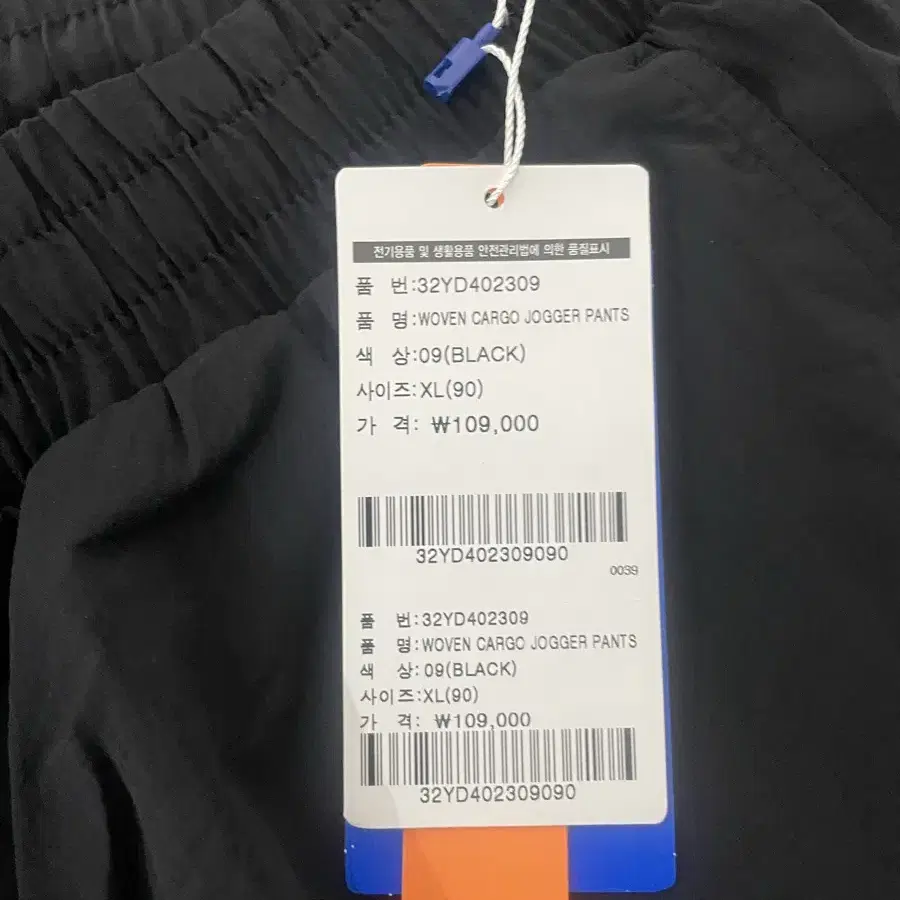 전기용품 및 생활용품 안전관리법에 의한 품질표시
품 번:32YD402309
품 명:WOVEN CARGO JOGGER PANTS
색 상:09(BLACK)
사이즈:XL(90)
가 격: ₩109,000
32YD402309090
0039
품 번:32YD402309
품 명:WOVEN CARGO JOGGER PANTS
색 상:09(BLACK)
사이즈:XL(90)
가 격: ₩109,000
32YD402309090